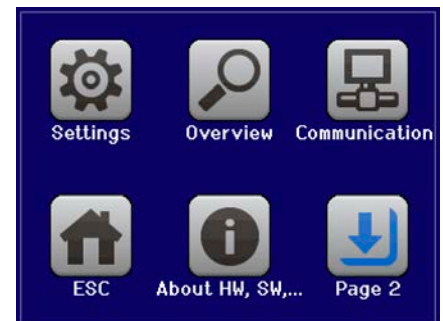 Settings
Overview
Communication
ESC
About HW, SW,...
Page 2